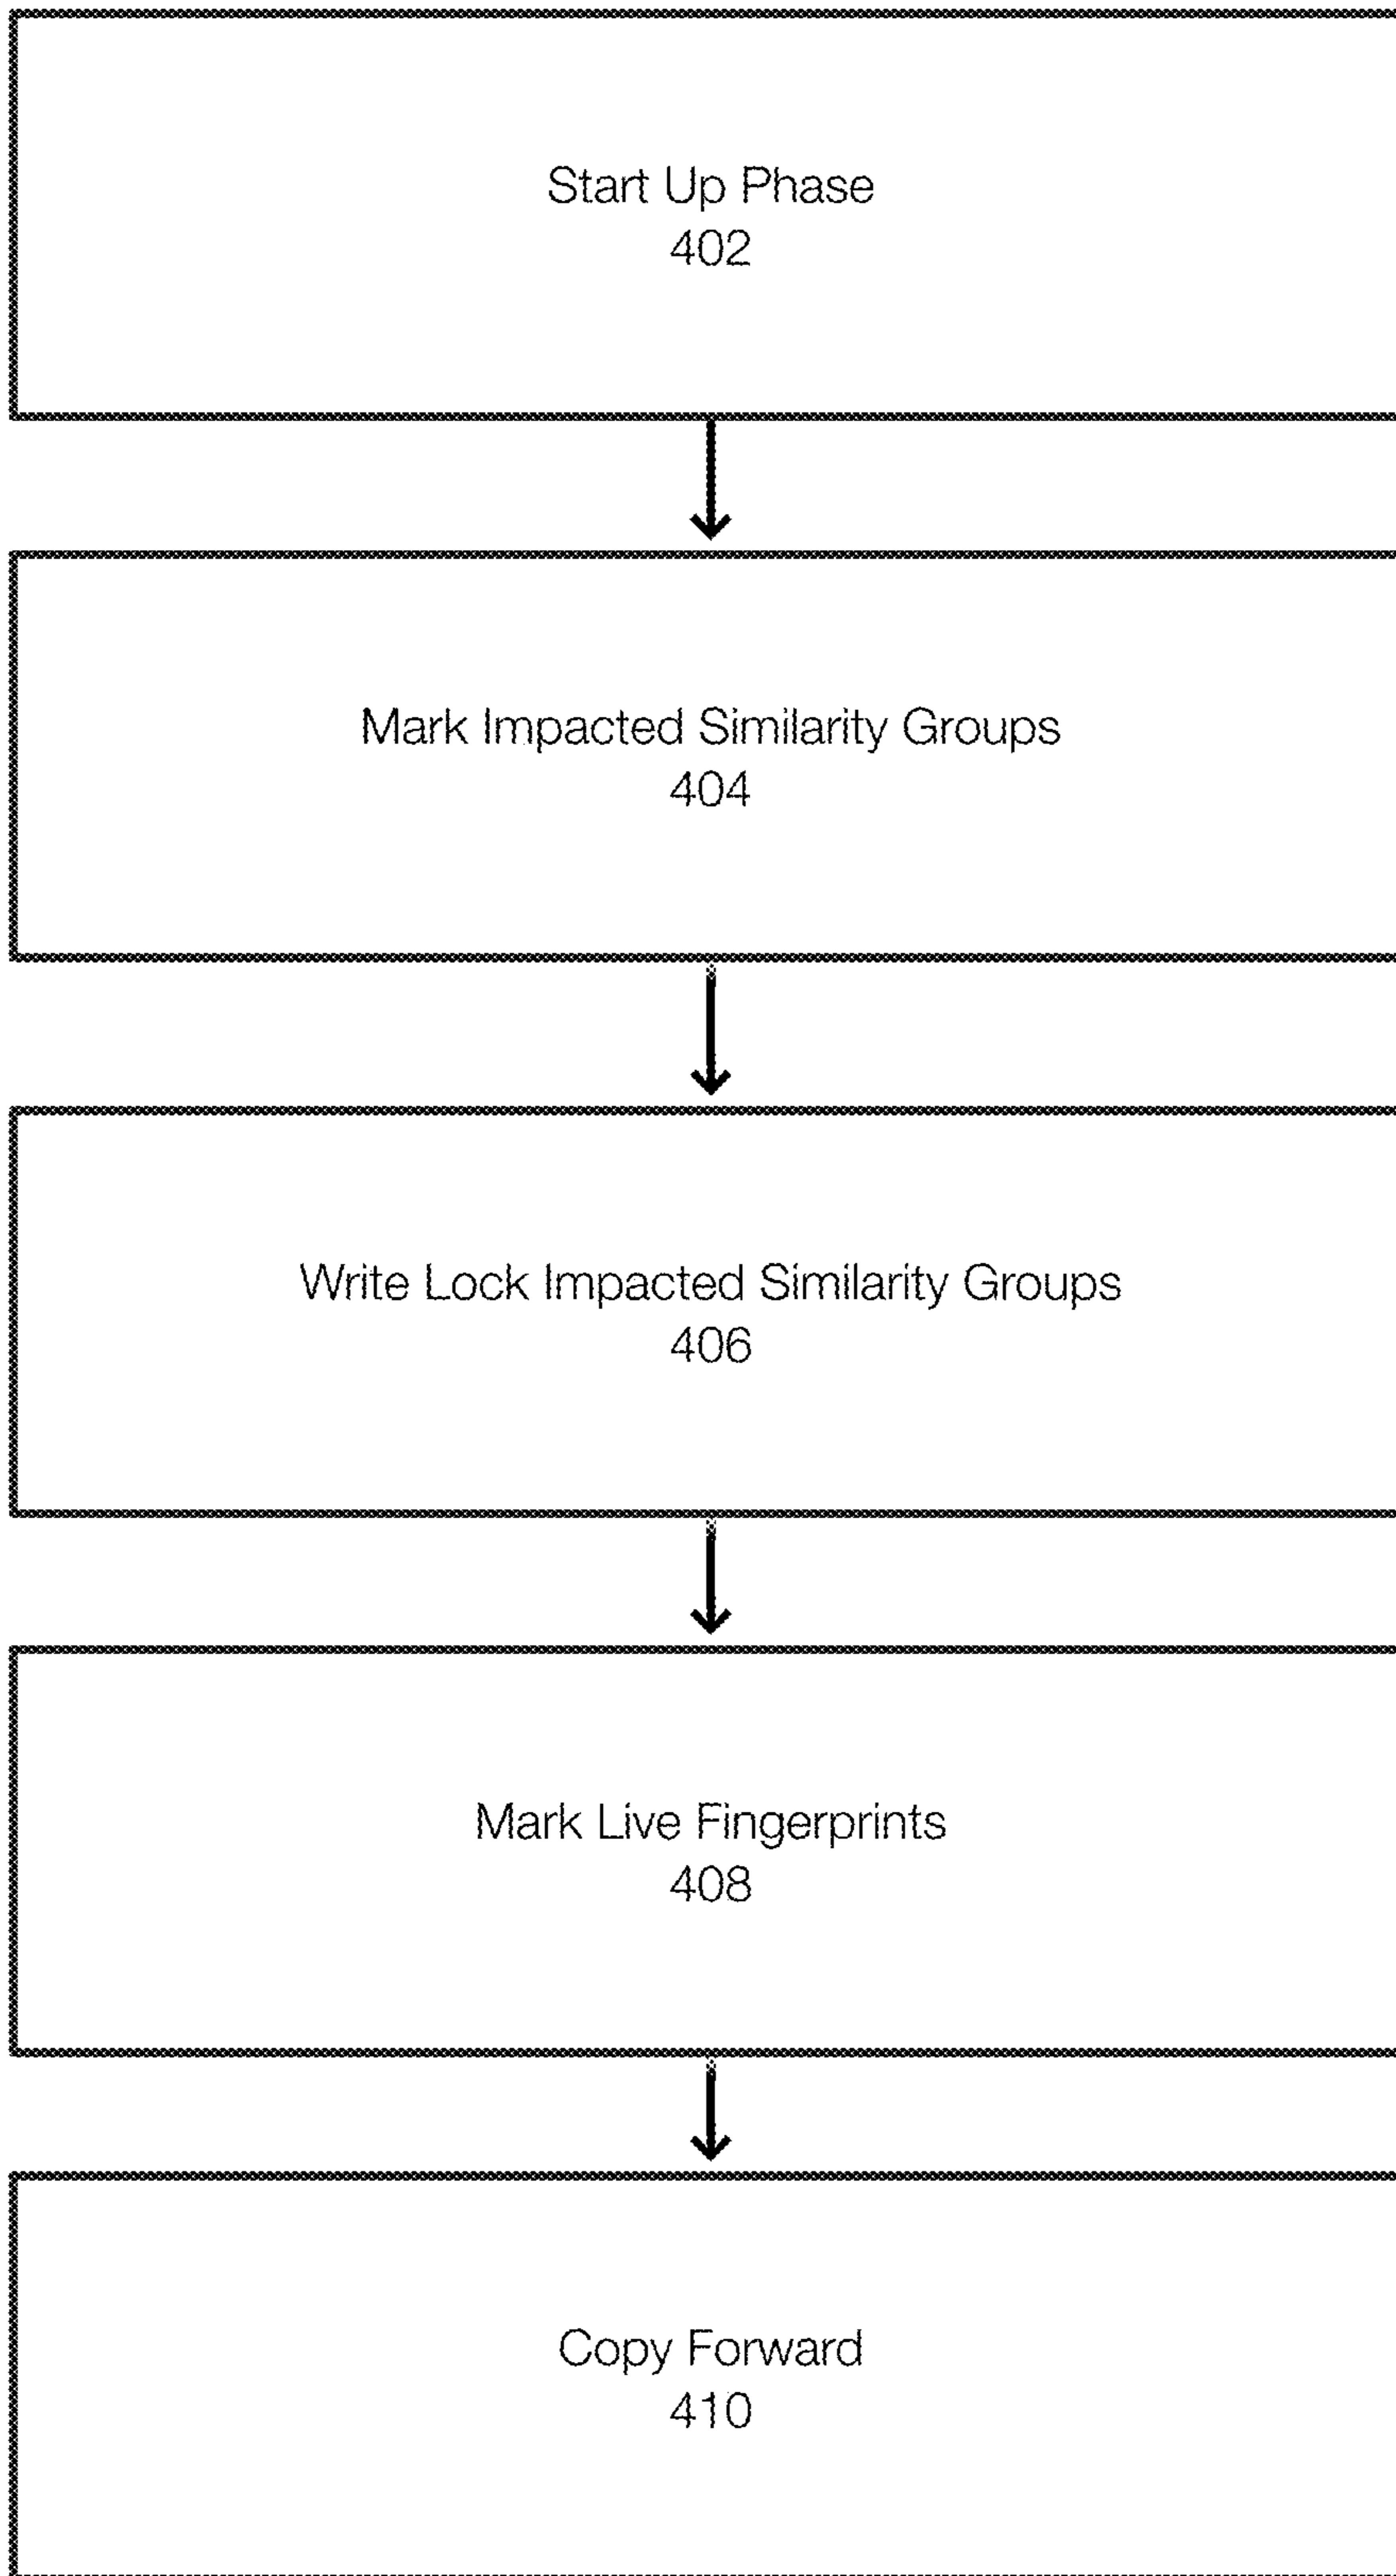 Start Up Phase
402
Mark Impacted Similarity Groups
404
Write Lock Impacted Similarity Groups
406
Mark Live Fingerprints
408
Copy Forward
410